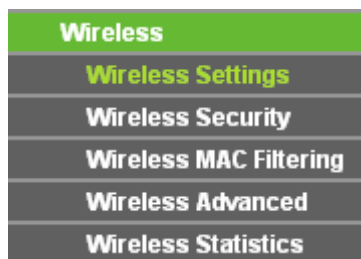 Wireless
Wireless Settings
Wireless Security
Wireless MAC Filtering
Wireless Advanced
Wireless Statistics